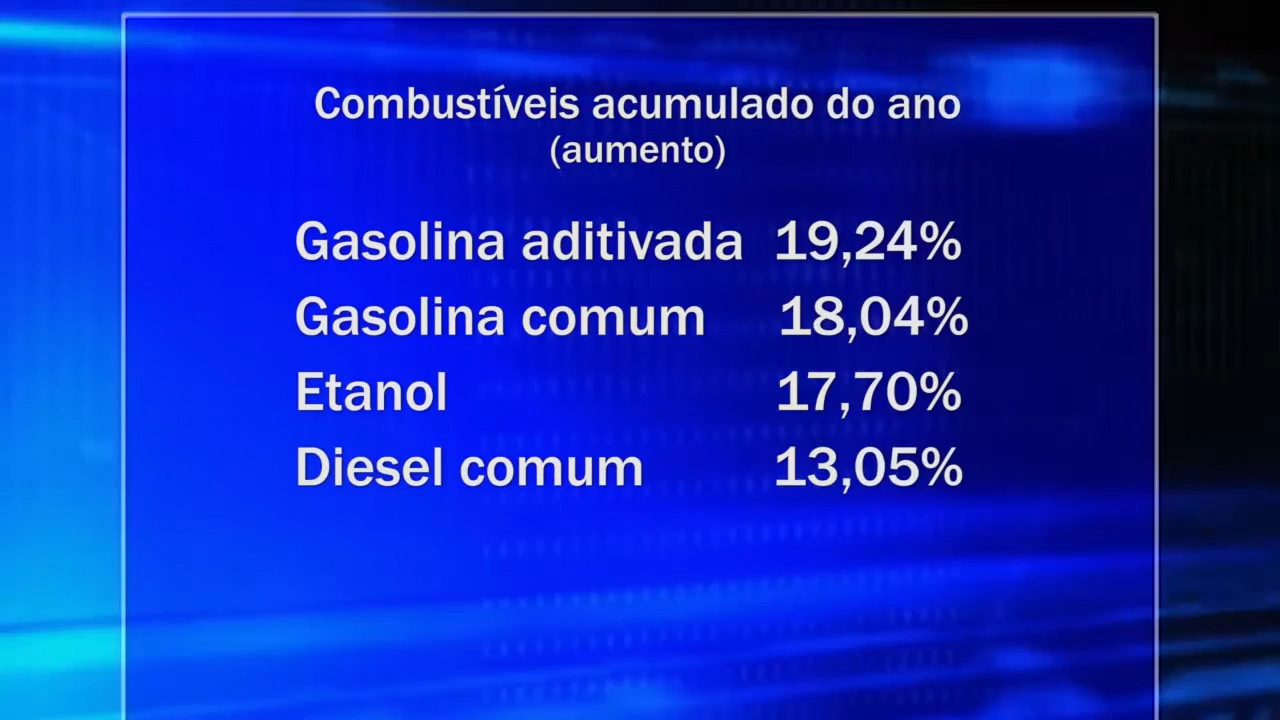 Combustíveis acumulado do ano
(aumento)
Gasolina aditivada 19,24%
Gasolina comum 18,04%
Etanol 17,70%
Diesel comum 13,05%